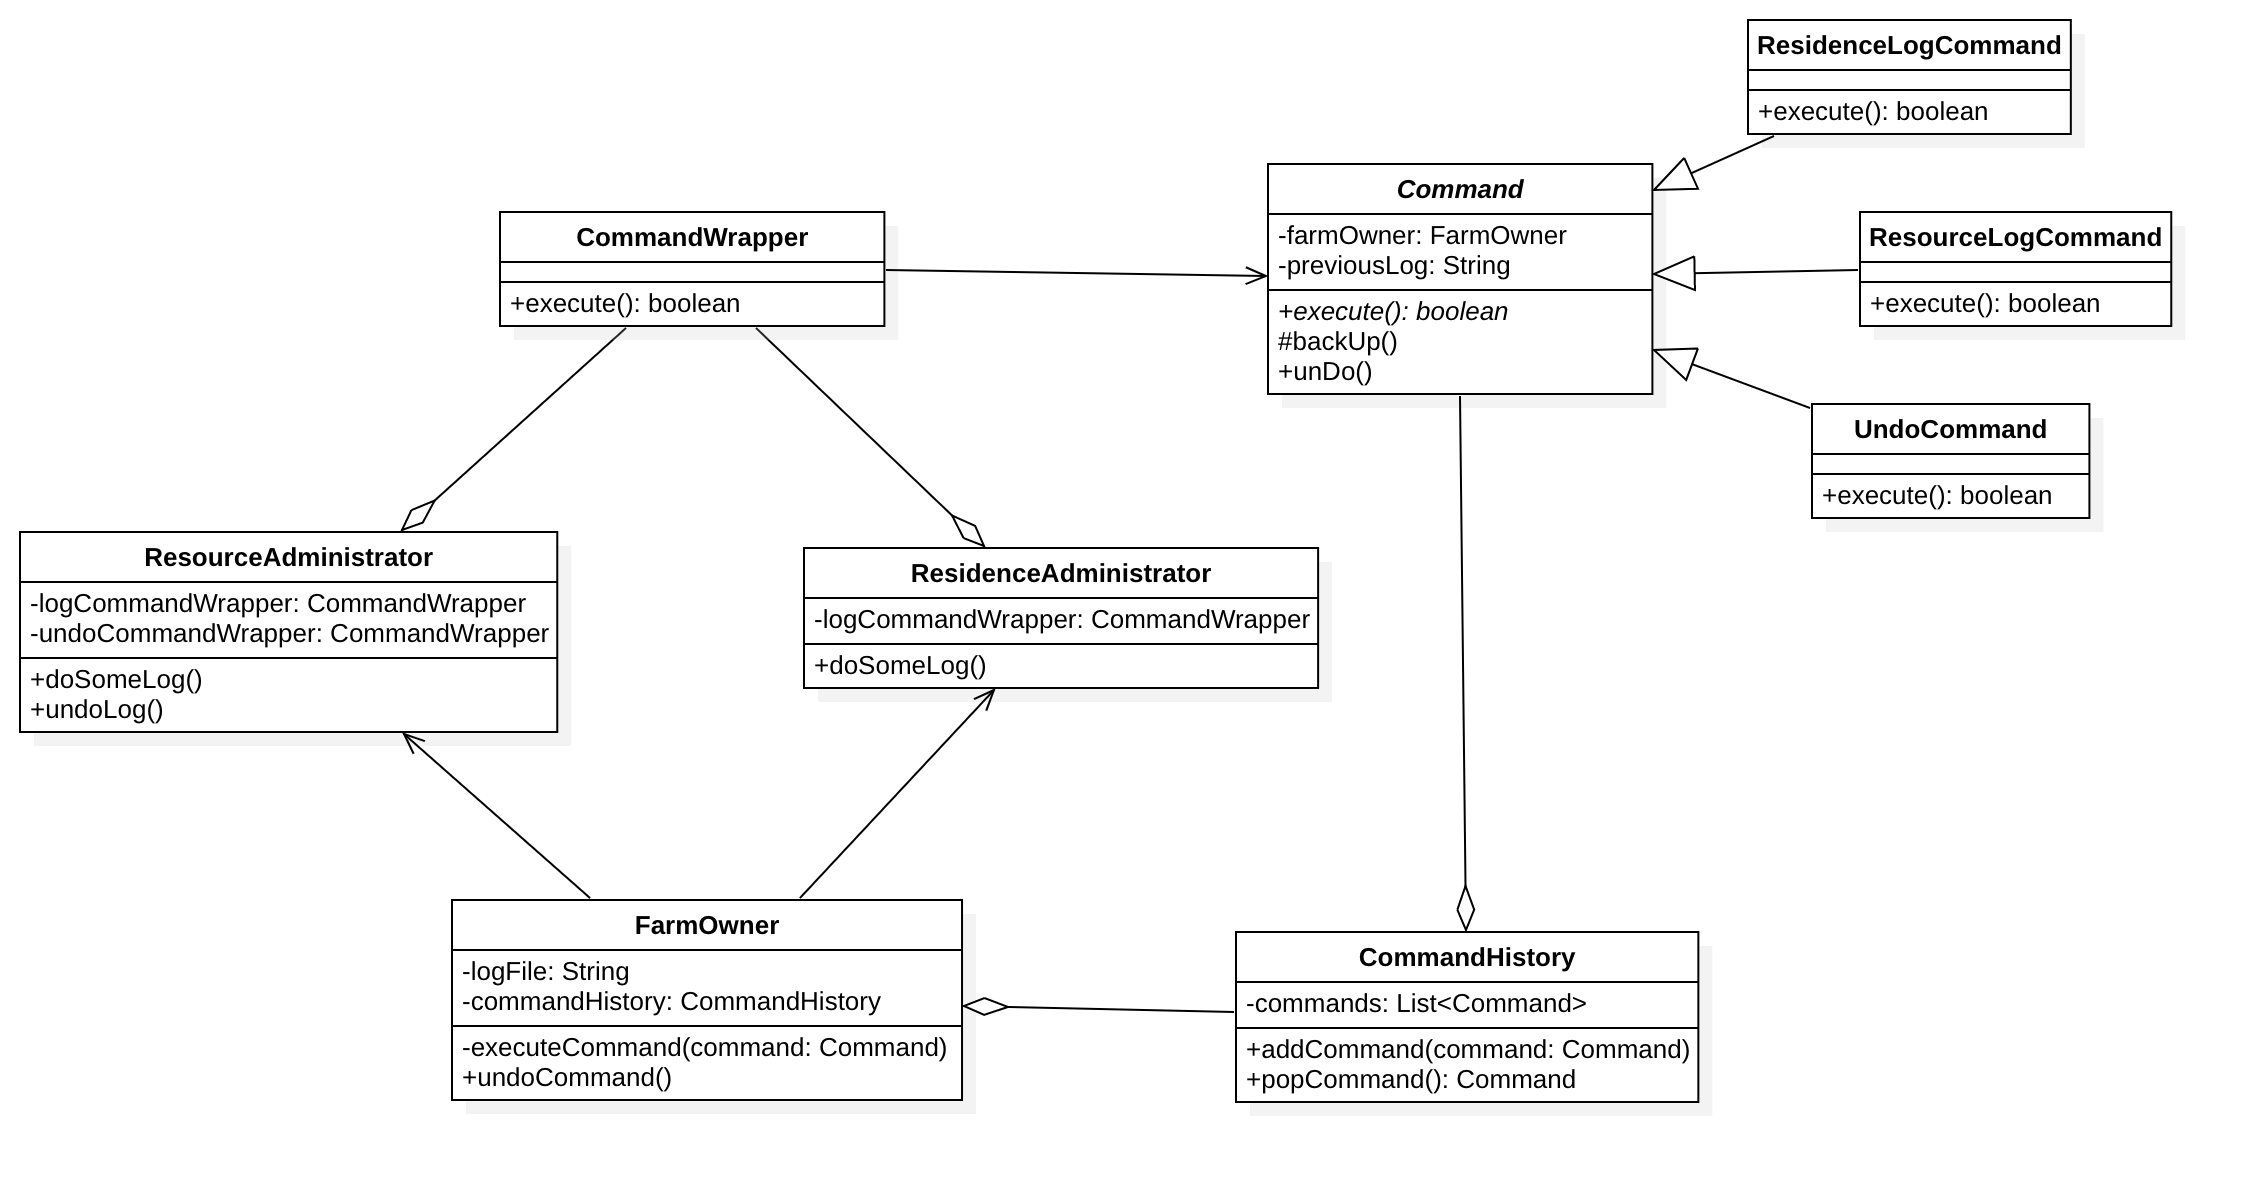 ResidenceLogCommand
+execute(): boolean
Command
-farmOwner: FarmOwner
-previousLog: String
+execute(): boolean
#backUp()
+unDo()
CommandWrapper
+execute(): boolean
ResourceLogCommand
+execute(): boolean
UndoCommand
+execute(): boolean
ResourceAdministrator
-logCommandWrapper: CommandWrapper
-undoCommandWrapper: CommandWrapper
+doSomeLog()
+undoLog()
ResidenceAdministrator
-logCommandWrapper: CommandWrapper
+doSomeLog()
FarmOwner
-logFile: String
-commandHistory: CommandHistory
-executeCommand(command: Command)
+undoCommand()
CommandHistory
-commands: List<Command>
+addCommand(command: Command)
+popCommand(): Command